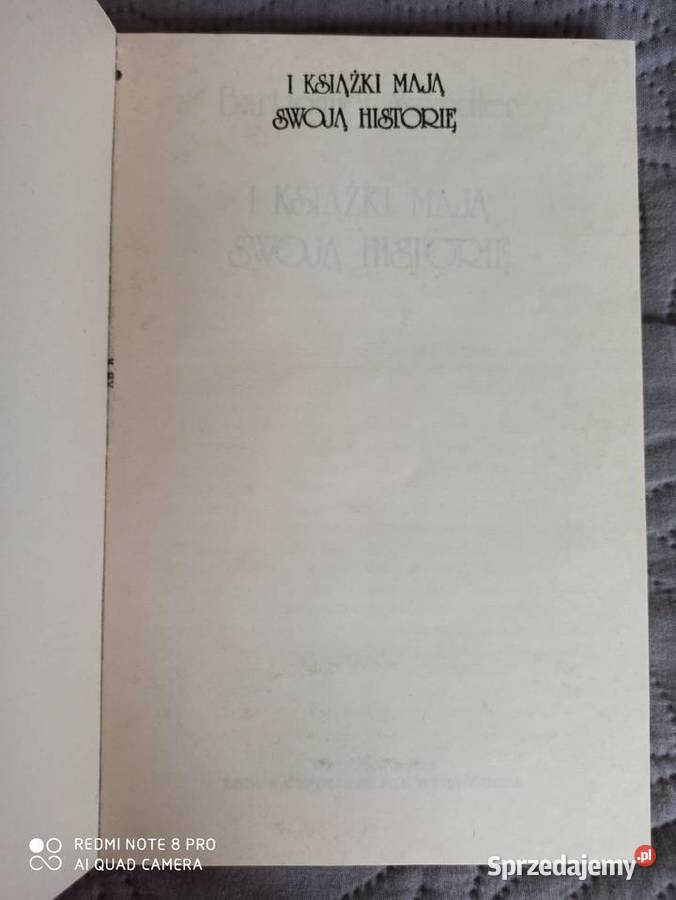 I KSIĄŻKI MAJĄ
SWOJĄ HISTORIĘ
I KSIĄŻKI MAJĄ
SWOJĄ HISTORIĘ
REDMI NOTE 8 PRO
AI QUAD CAMERA
Sprzedajemy.pl